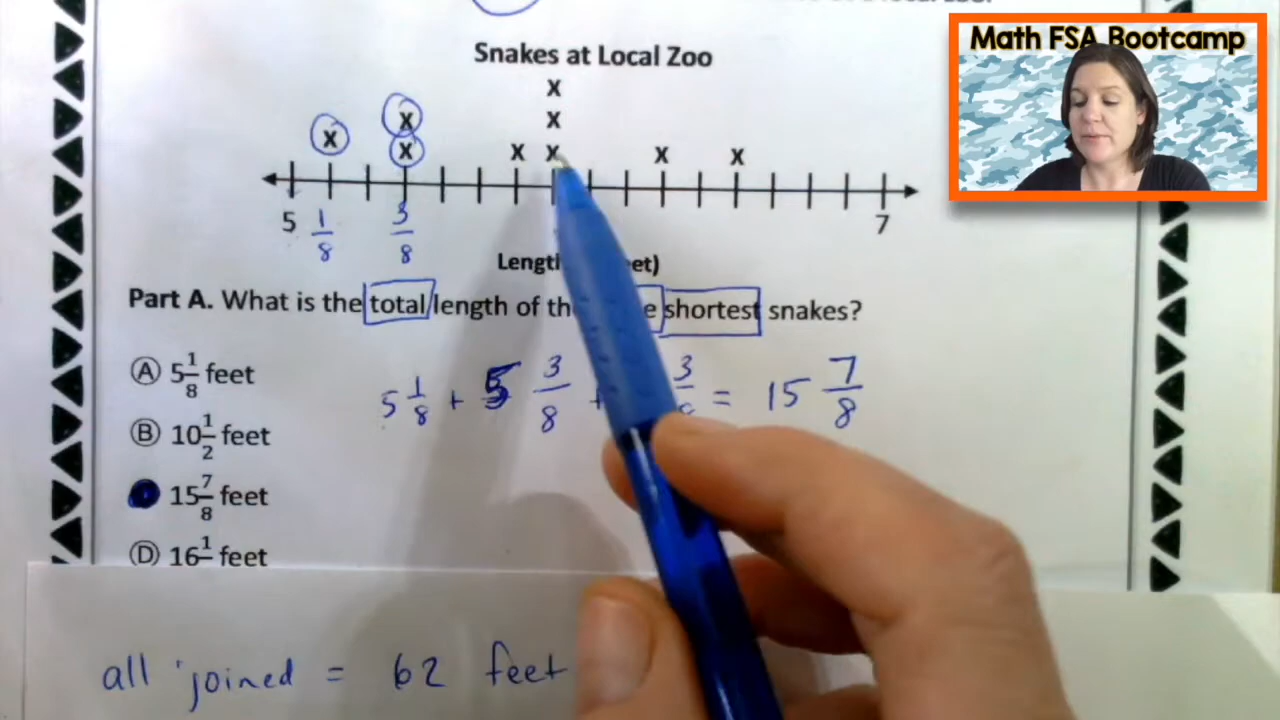 Math FSA Bootcamp
Snakes at Local Zoo
x
x x
x x x x x x
5 1/8 3/8 7
Part A. What is the total length of the shortest snakes?
Ⓐ 5 1/8 feet
5 1/8 + 5 3/8 + 3/8 = 15 7/8
Ⓑ 10 1/2 feet
15 7/8 feet
Ⓓ 16 1 feet
all joined = 62 feet